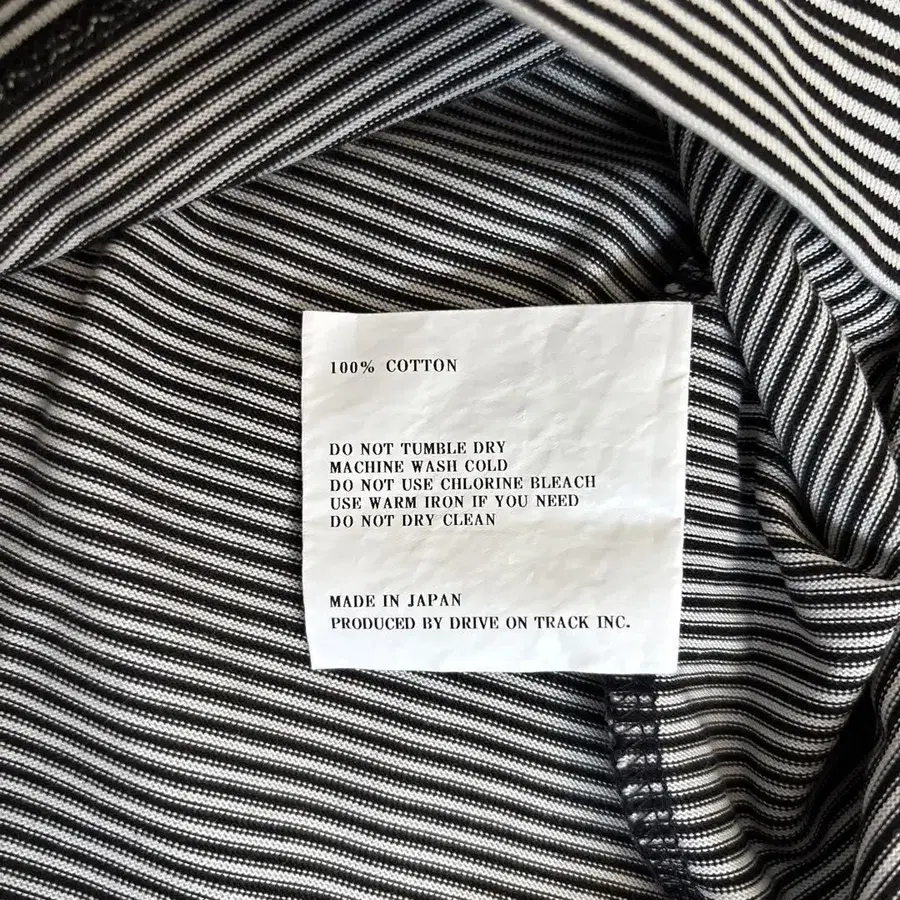 100% COTTON
DO NOT TUMBLE DRY
MACHINE WASH COLD
DO NOT USE CHLORINE BLEACH
USE WARM IRON IF YOU NEED
DO NOT DRY CLEAN
MADE IN JAPAN
PRODUCED BY DRIVE ON TRACK INC.